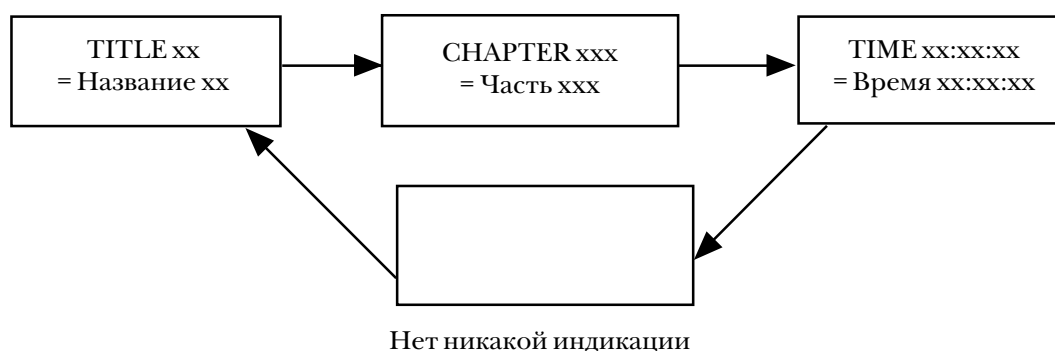 TITLE xx
= Название xx
CHAPTER xxx
= Часть xxx
TIME xx:xx:xx
= Время xx:xx:xx
Нет никакой индикации